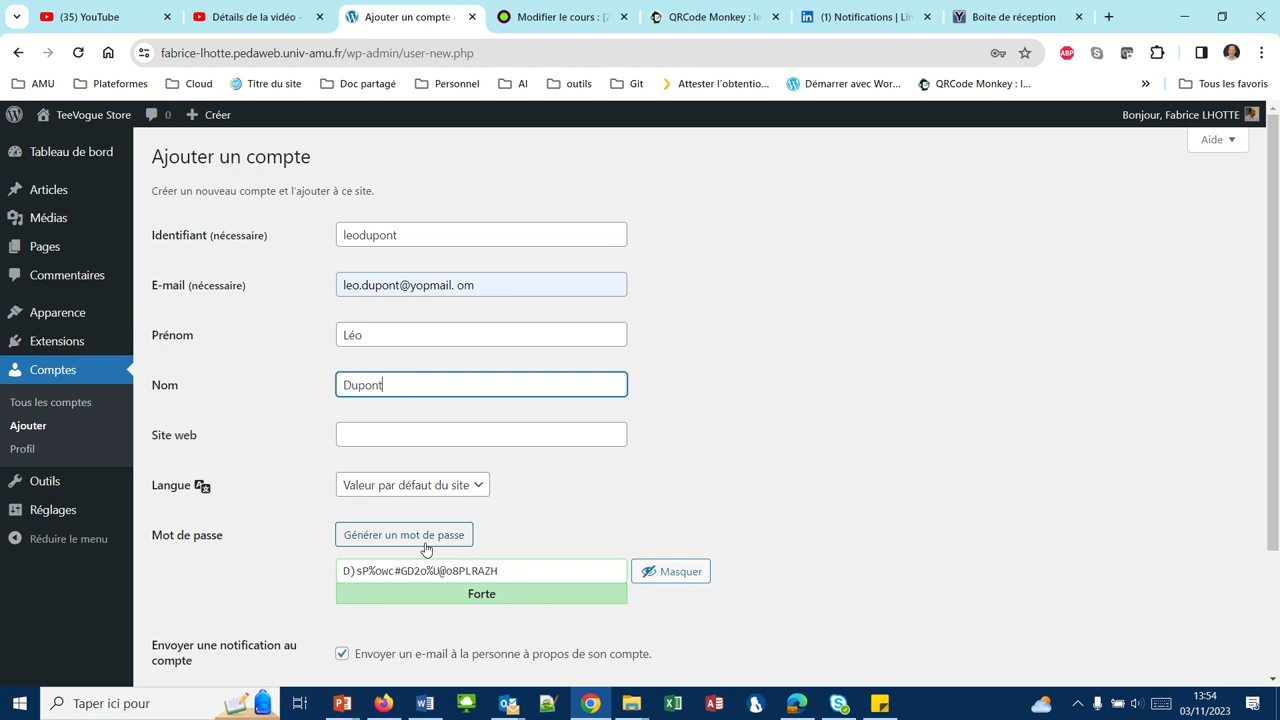 (35) YouTube
Détails de la vidéo -
Ajouter un compte
Modifier le cours : [2
QRCode Monkey : le
(1) Notifications | Lin
Boite de réception
fabrice-lhotte.pedaweb.univ-amu.fr/wp-admin/user-new.php
AMU
Plateformes
Cloud
Titre du site
Doc partagé
Personnel
AI
outils
Git
Attester l'obtentio...
Démarrer avec Wor...
QRCode Monkey : l...
Tous les favoris
TeeVogue Store
0
Créer
Bonjour, Fabrice LHOTTE
Tableau de bord
Articles
Médias
Pages
Commentaires
Apparence
Extensions
Comptes
Tous les comptes
Ajouter
Profil
Outils
Réglages
Réduire le menu
Aide
Ajouter un compte
Créer un nouveau compte et l'ajouter à ce site.
Identifiant (nécessaire)
leodupont
E-mail (nécessaire)
leo.dupont@yopmail. om
Prénom
Léo
Nom
Dupont
Site web
Langue
Valeur par défaut du site
Mot de passe
Générer un mot de passe
D)sP%owc#GD2o%U@o8PLRAZH
Masquer
Forte
Envoyer une notification au
compte
Envoyer un e-mail à la personne à propos de son compte.
Taper ici pour
13:54
03/11/2023